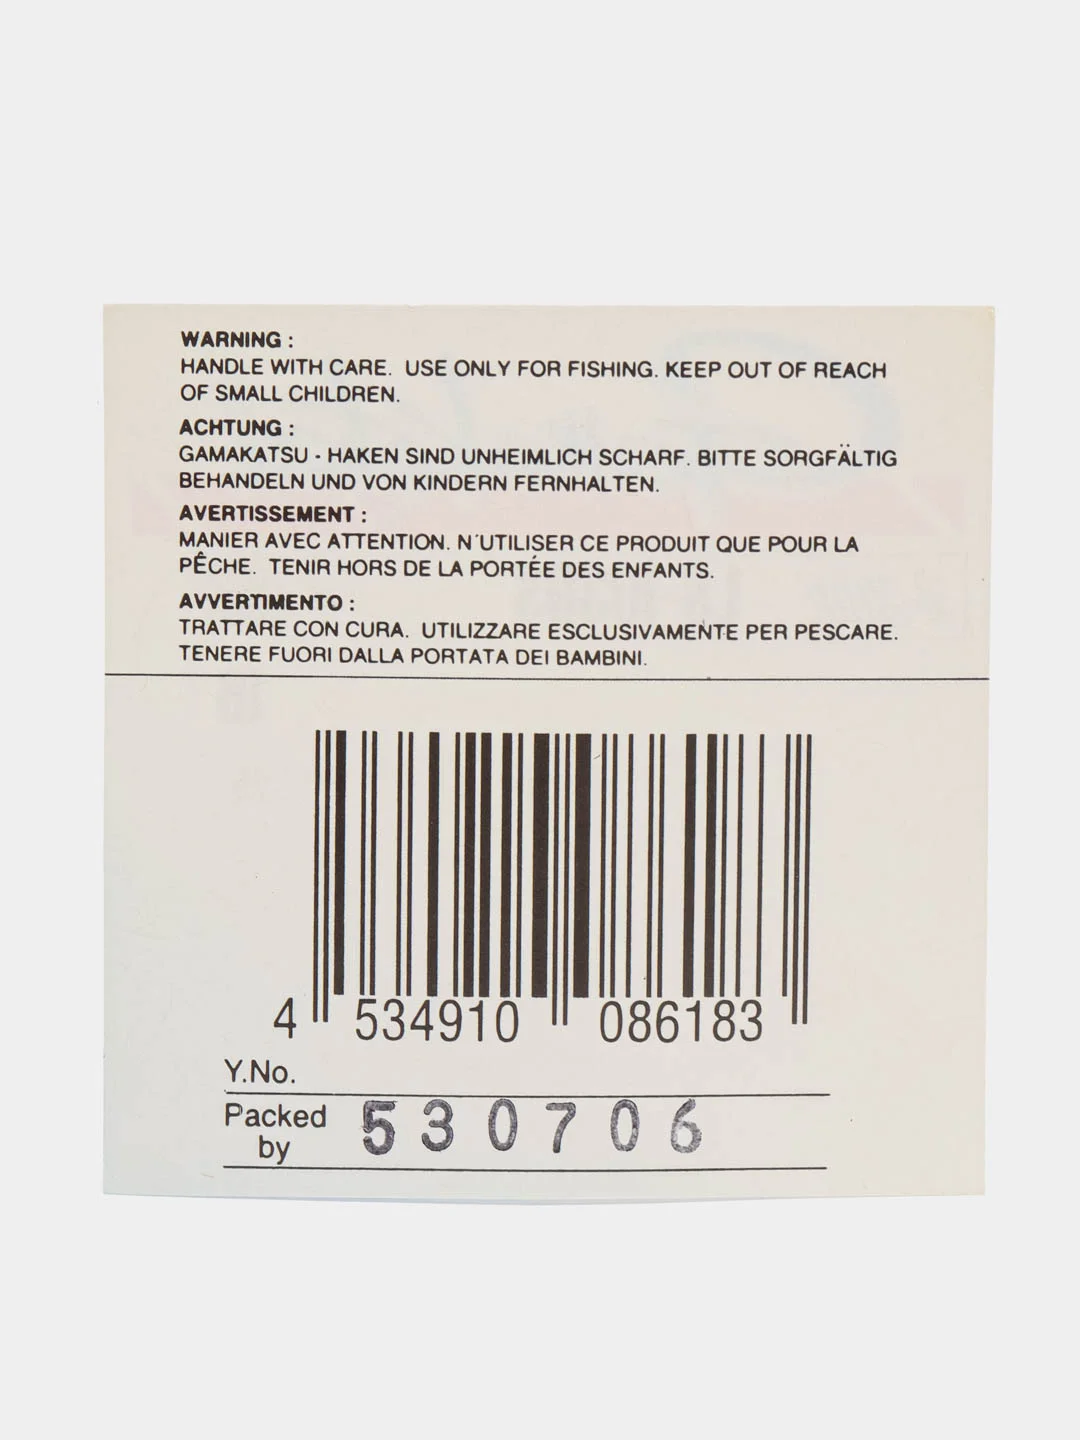 WARNING :
HANDLE WITH CARE. USE ONLY FOR FISHING. KEEP OUT OF REACH
OF SMALL CHILDREN.
ACHTUNG :
GAMAKATSU - HAKEN SIND UNHEIMLICH SCHARF. BITTE SORGFÄLTIG
BEHANDELN UND VON KINDERN FERNHALTEN.
AVERTISSEMENT :
MANIER AVEC ATTENTION. N'UTILISER CE PRODUIT QUE POUR LA
PÊCHE. TENIR HORS DE LA PORTÉE DES ENFANTS.
AVVERTIMENTO :
TRATTARE CON CURA. UTILIZZARE ESCLUSIVAMENTE PER PESCARE.
TENERE FUORI DALLA PORTATA DEI BAMBINI.
4 534910 086183
Y.No.
Packed by 530706